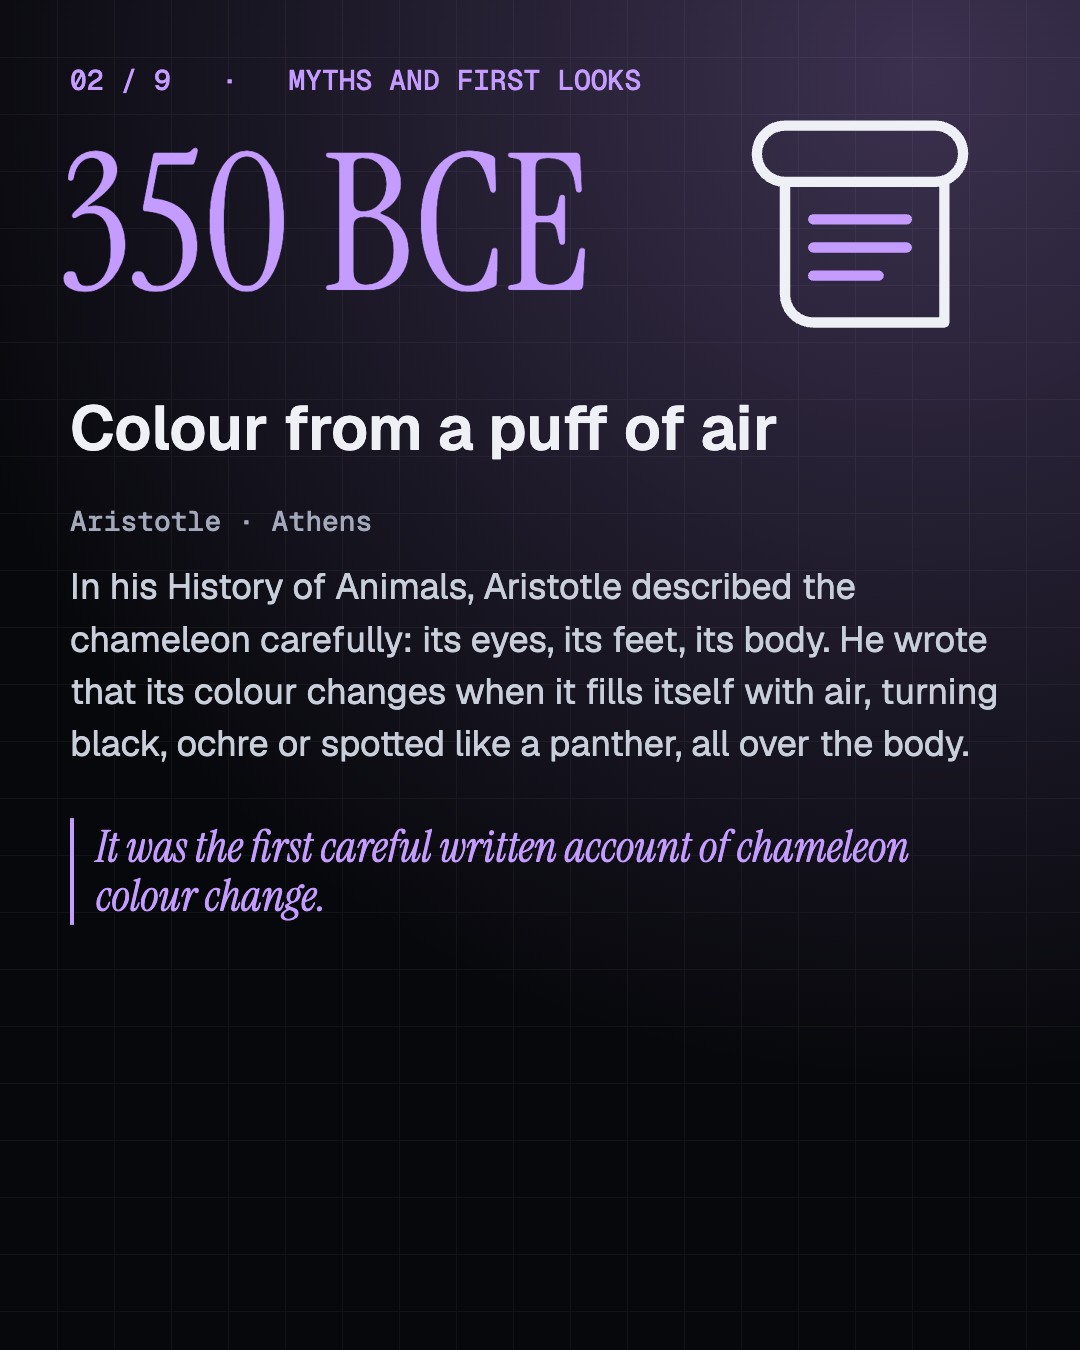 02 / 9 · MYTHS AND FIRST LOOKS
350 BCE
Colour from a puff of air
Aristotle · Athens
In his History of Animals, Aristotle described the
chameleon carefully: its eyes, its feet, its body. He wrote
that its colour changes when it fills itself with air, turning
black, ochre or spotted like a panther, all over the body.
It was the first careful written account of chameleon
colour change.